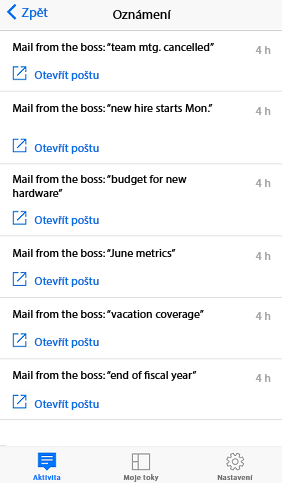 Zpět
Oznámení
Mail from the boss: “team mtg. cancelled”
4 h
Otevřít poštu
Mail from the boss: “new hire starts Mon.”
4 h
Otevřít poštu
Mail from the boss: “budget for new
hardware”
4 h
Otevřít poštu
Mail from the boss: “June metrics”
4 h
Otevřít poštu
Mail from the boss: “vacation coverage”
4 h
Otevřít poštu
Mail from the boss: “end of fiscal year”
4 h
Otevřít poštu
Aktivita
Moje toky
Nastavení